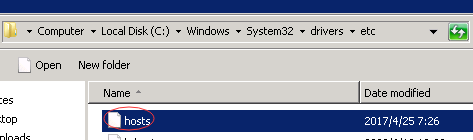 Computer Local Disk (C:) Windows System32 drivers etc
Open New folder
Name Date modified
hosts 2017/4/25 7:26